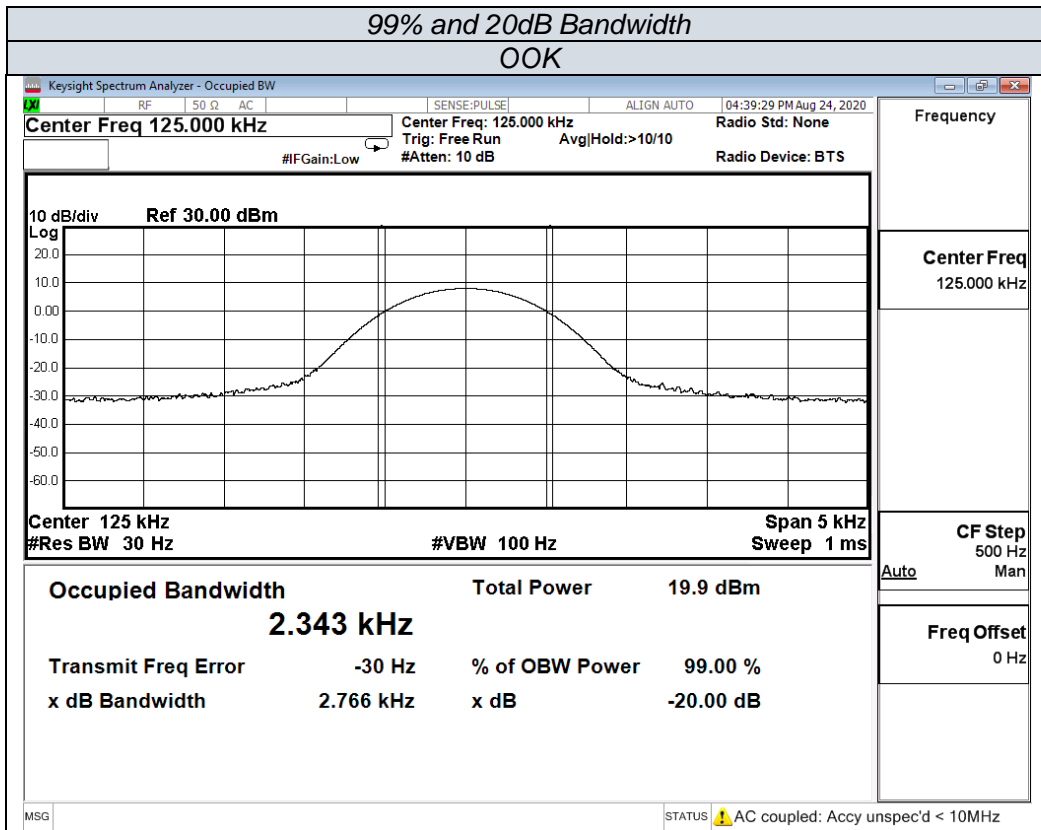 99% and 20dB Bandwidth
OOK
Keysight Spectrum Analyzer - Occupied BW
LXI RF 50 Ω AC SENSE:PULSE ALIGN AUTO 04:39:29 PM Aug 24, 2020
Center Freq 125.000 kHz
Center Freq: 125.000 kHz
Radio Std: None
Trig: Free Run Avg|Hold:>10/10
#IFGain:Low
#Atten: 10 dB
Radio Device: BTS
10 dB/div Ref 30.00 dBm
Log
20.0
10.0
0.00
-10.0
-20.0
-30.0
-40.0
-50.0
-60.0
Center 125 kHz Span 5 kHz
#Res BW 30 Hz #VBW 100 Hz Sweep 1 ms
Occupied Bandwidth Total Power 19.9 dBm
2.343 kHz
Transmit Freq Error -30 Hz % of OBW Power 99.00 %
x dB Bandwidth 2.766 kHz x dB -20.00 dB
Frequency
Center Freq
125.000 kHz
CF Step
500 Hz
Auto Man
Freq Offset
0 Hz
MSG STATUS AC coupled: Accy unspec'd < 10MHz